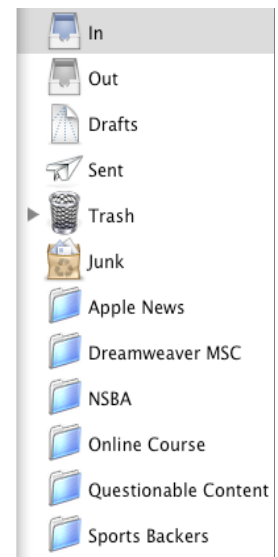 In
Out
Drafts
Sent
Trash
Junk
Apple News
Dreamweaver MSC
NSBA
Online Course
Questionable Content
Sports Backers